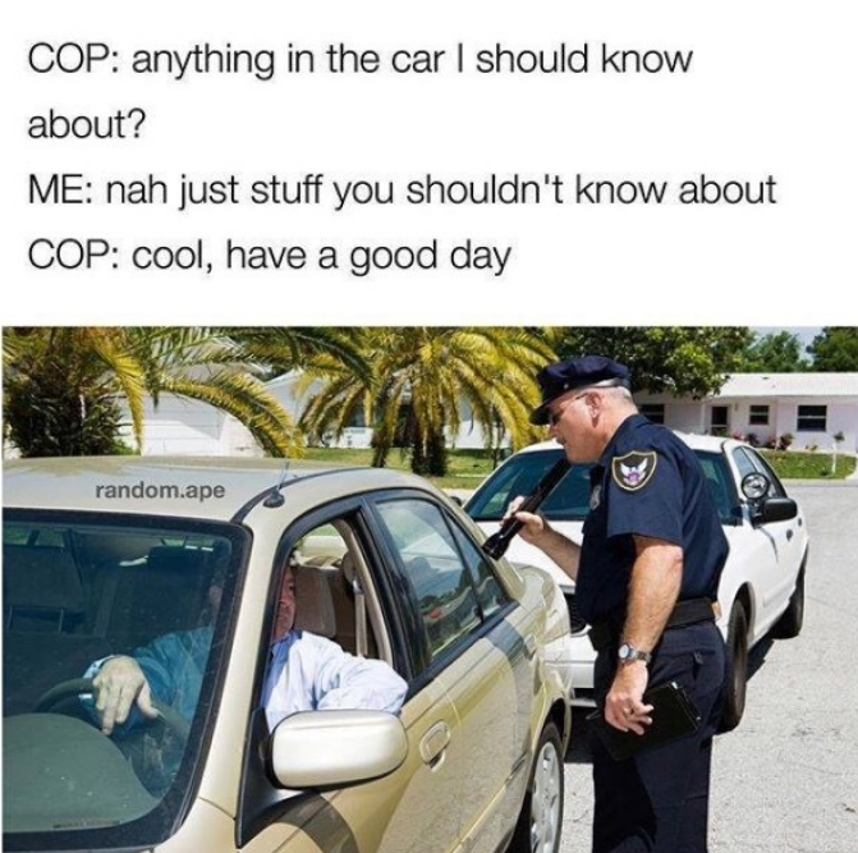 COP: anything in the car I should know
about?
ME: nah just stuff you shouldn't know about
COP: cool, have a good day
random.ape